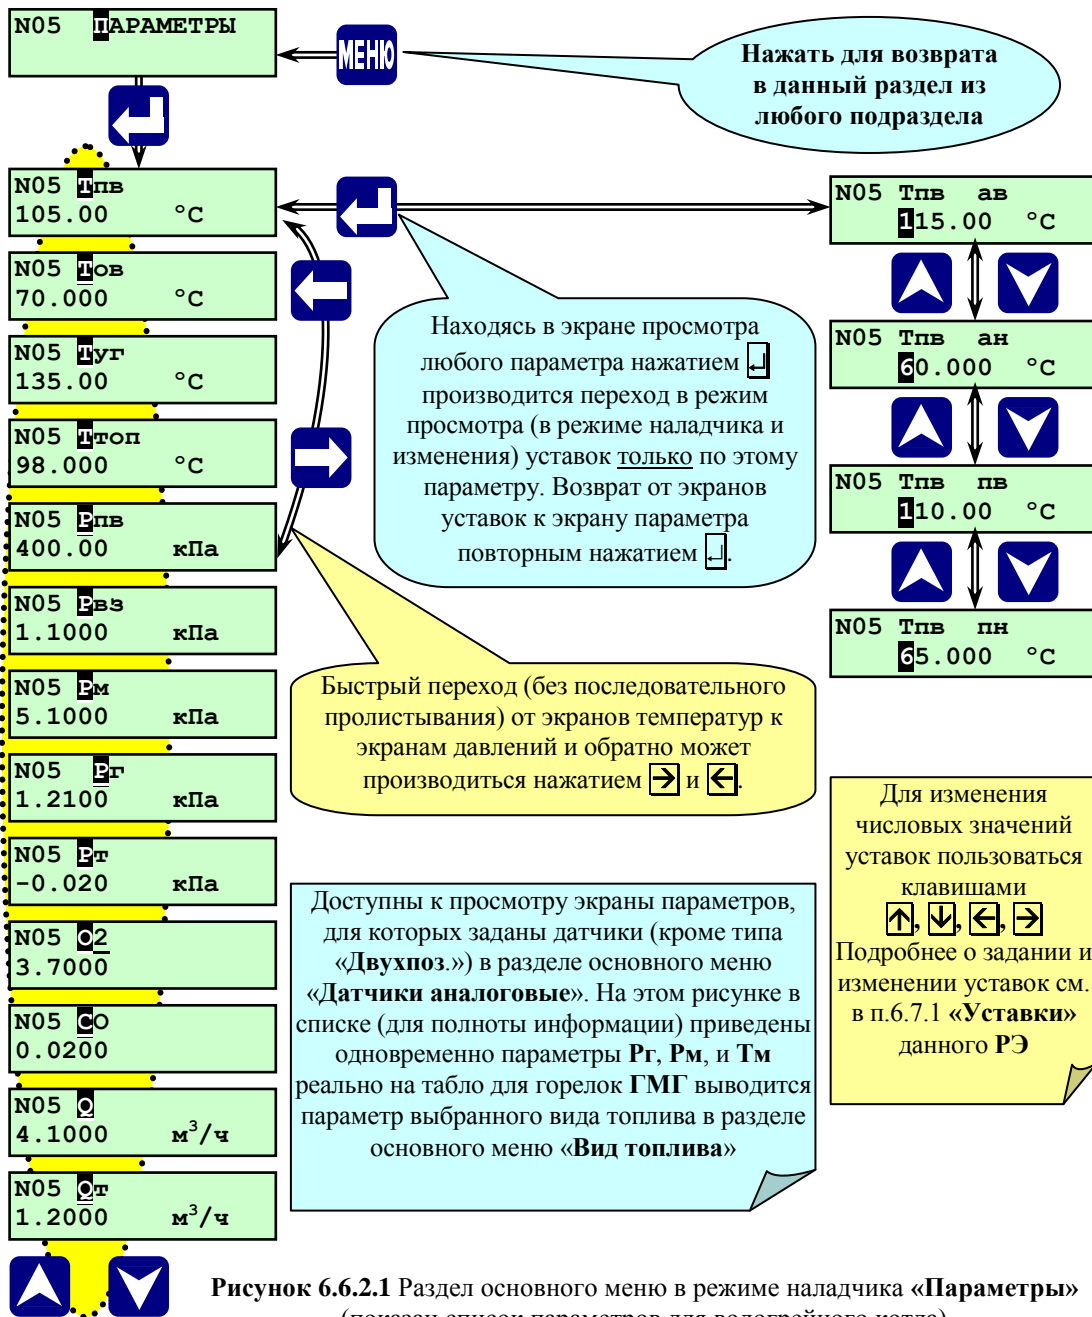 N05 ПАРАМЕТРЫ
МЕНЮ
Нажать для возврата
в данный раздел из
любого подраздела
N05 Тпв
105.00 °C
N05 Тов
70.000 °C
N05 Туг
135.00 °C
N05 Ттоп
98.000 °C
N05 Рпв
400.00 кПа
N05 Рвз
1.1000 кПа
N05 Рм
5.1000 кПа
N05 Рг
1.2100 кПа
N05 Рт
-0.020 кПа
N05 О2
3.7000
N05 СО
0.0200
N05 Q
4.1000 м³/ч
N05 Qт
1.2000 м³/ч
Находясь в экране просмотра
любого параметра нажатием ↵
производится переход в режим
просмотра (в режиме наладчика и
изменения) уставок только по этому
параметру. Возврат от экранов
уставок к экрану параметра
повторным нажатием ↵.
Быстрый переход (без последовательного
пролистывания) от экранов температур к
экранам давлений и обратно может
производиться нажатием → и ←.
Доступны к просмотру экраны параметров,
для которых заданы датчики (кроме типа
«Двухпоз.») в разделе основного меню
«Датчики аналоговые». На этом рисунке в
списке (для полноты информации) приведены
одновременно параметры Рг, Рм, и Тм
реально на табло для горелок ГМГ выводится
параметр выбранного вида топлива в разделе
основного меню «Вид топлива»
N05 Тпв ав
115.00 °C
N05 Тпв ан
60.000 °C
N05 Тпв пв
110.00 °C
N05 Тпв пн
65.000 °C
Для изменения
числовых значений
уставок пользоваться
клавишами
↑, ↓, ←, →
Подробнее о задании и
изменении уставок см.
в п.6.7.1 «Уставки»
данного РЭ
Рисунок 6.6.2.1 Раздел основного меню в режиме наладчика «Параметры»
(показан список параметров для водогрейного котла)